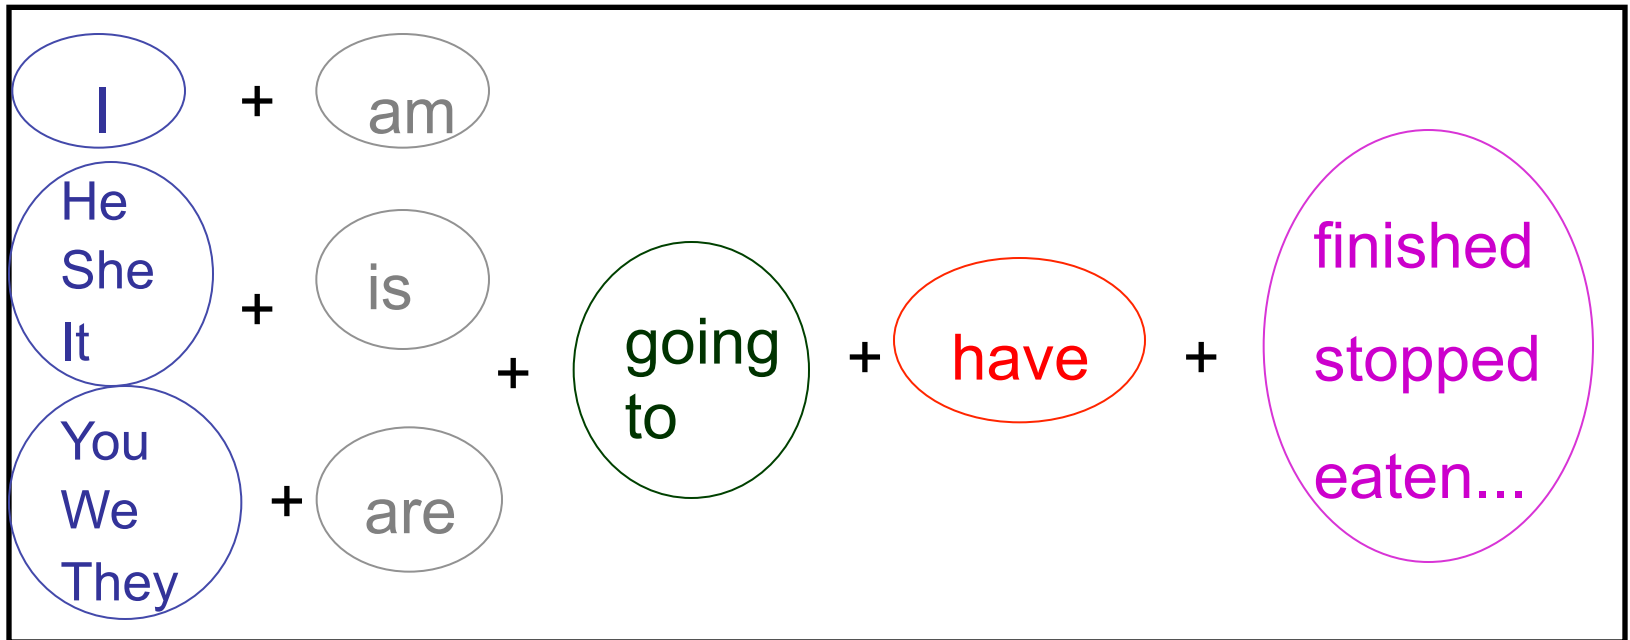 I + am
He
She
It
+ is
You
We
They
+ are
+ going
to
+ have + finished
stopped
eaten...